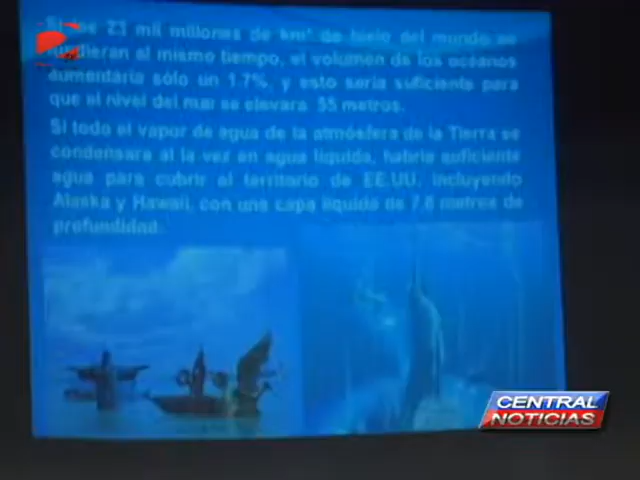 Si los 23 mil millones de km³ de hielo del mundo se
fundieran al mismo tiempo, el volumen de los océanos
aumentaría sólo un 1.7%, y esto sería suficiente para
que el nivel del mar se elevara 55 metros.
Si todo el vapor de agua de la atmósfera de la Tierra se
condensara al la vez en agua líquida, habría suficiente
agua para cubrir el territorio de EE.UU, incluyendo
Alaska y Hawaii, con una capa líquida de 7.6 metros de
profundidad.
CENTRAL
NOTICIAS